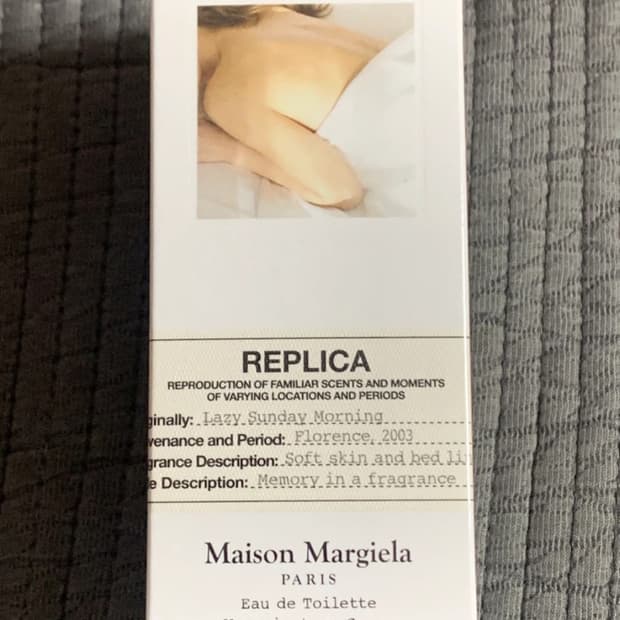 REPLICA
REPRODUCTION OF FAMILIAR SCENTS AND MOMENTS
OF VARYING LOCATIONS AND PERIODS
ginally: Lazy Sunday Morning
venance and Period: Florence, 2003
grance Description: Soft skin and bed li
e Description: Memory in a fragrance
Maison Margiela
PARIS
Eau de Toilette